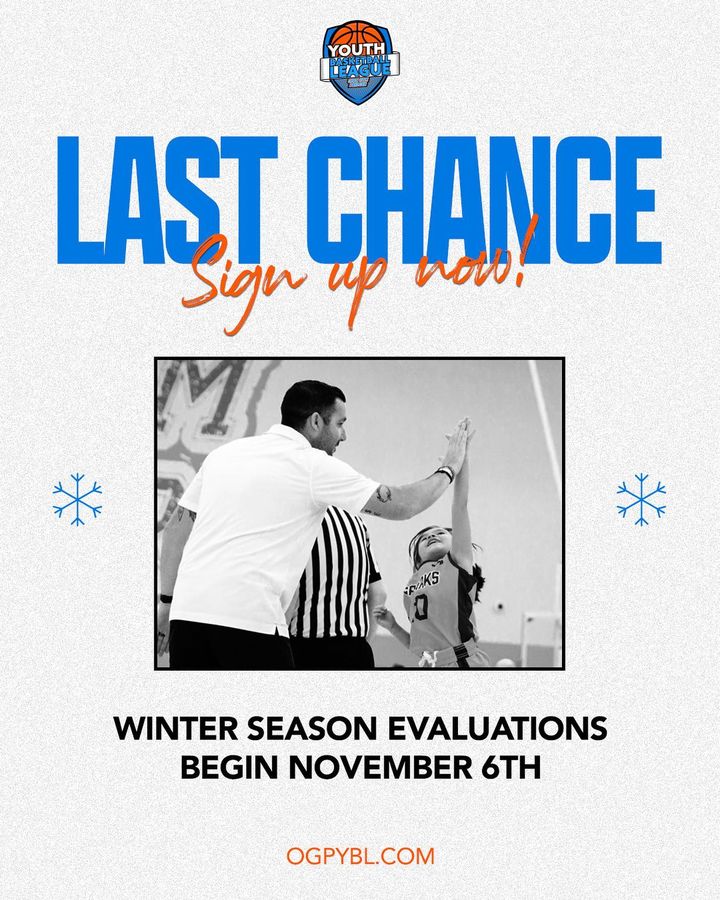 YOUTH
BASKETBALL
LEAGUE
LAST CHANCE
Sign up now!
M
WINTER SEASON EVALUATIONS
BEGIN NOVEMBER 6TH
OGPYBL.COM